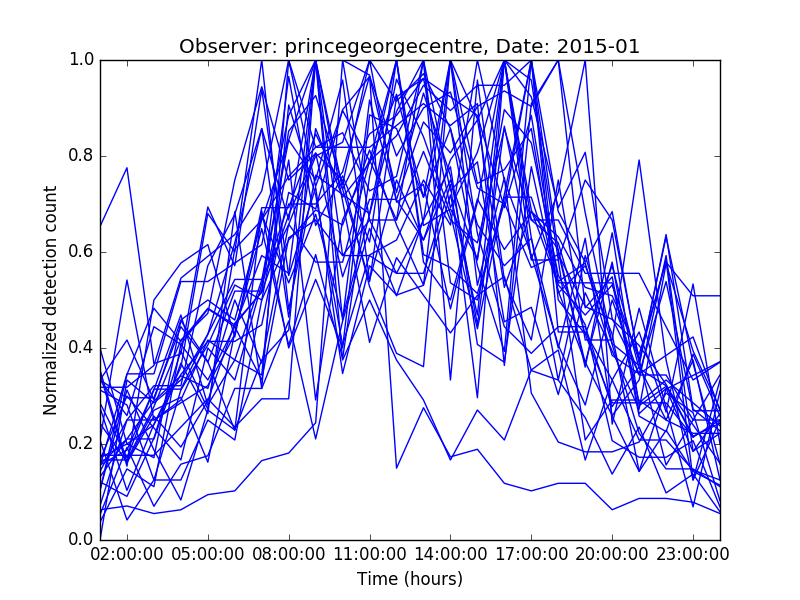 Observer: princegeorgecentre, Date: 2015-01
1.0
0.8
0.6
0.4
0.2
0.0
Normalized detection count
02:00:00 05:00:00 08:00:00 11:00:00 14:00:00 17:00:00 20:00:00 23:00:00
Time (hours)